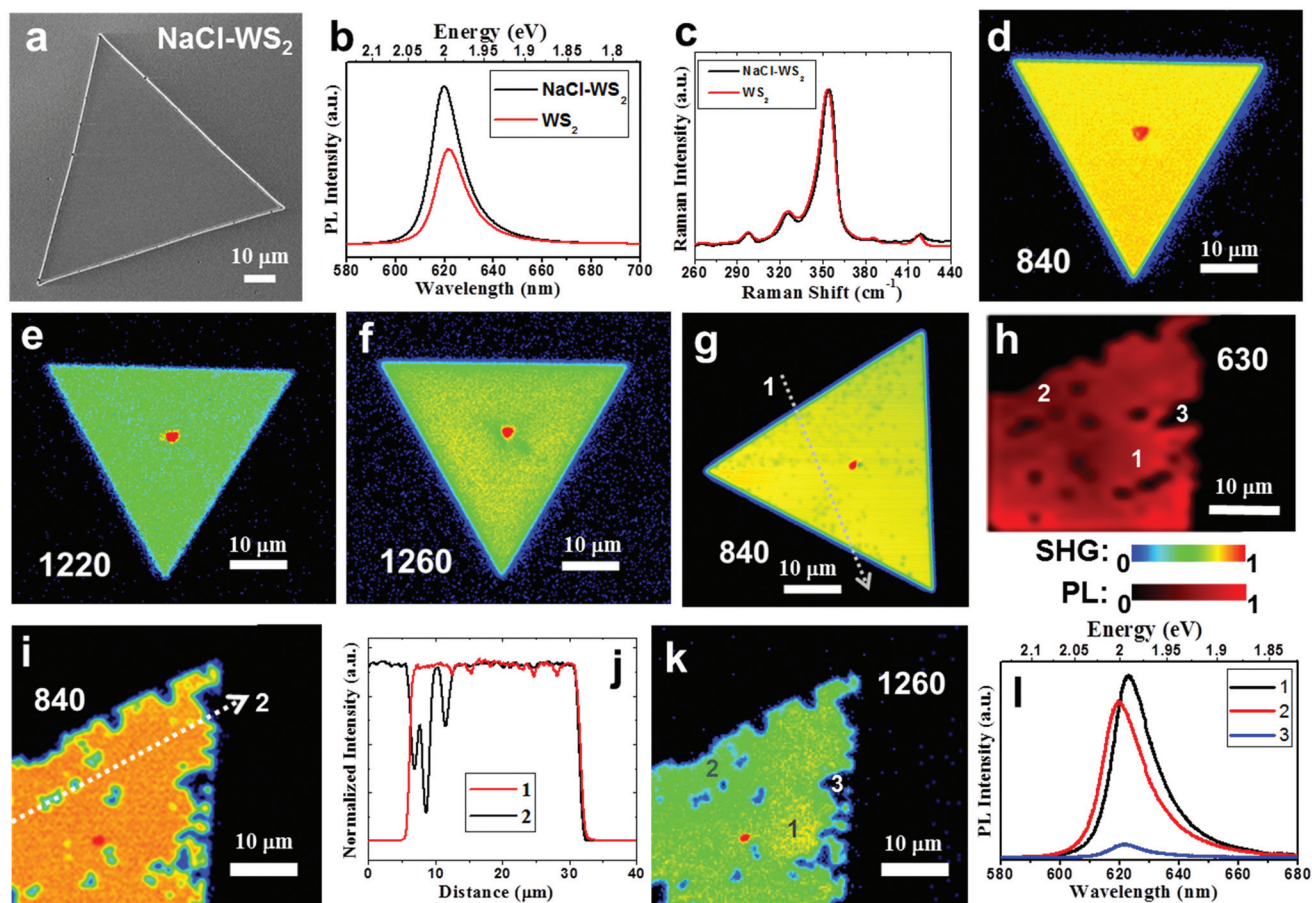 a
NaCl-WS2
10 μm
b
Energy (eV)
2.1 2.05 2 1.95 1.9 1.85 1.8
NaCl-WS2
WS2
PL Intensity (a.u.)
580 600 620 640 660 680 700
Wavelength (nm)
c
NaCl-WS2
WS2
Raman Intensity (a.u.)
260 280 300 320 340 360 380 400 420 440
Raman Shift (cm-1)
d
840
10 μm
e
1220
10 μm
f
1260
10 μm
g
1
840
10 μm
h
630
2
3
1
10 μm
SHG: 0 1
PL: 0 1
i
840
2
10 μm
j
Normalized Intensity (a.u.)
1
2
0 10 20 30 40
Distance (μm)
k
1260
2
3
1
10 μm
l
Energy (eV)
2.1 2.05 2 1.95 1.9 1.85
1
2
3
PL Intensity (a.u.)
580 600 620 640 660 680
Wavelength (nm)